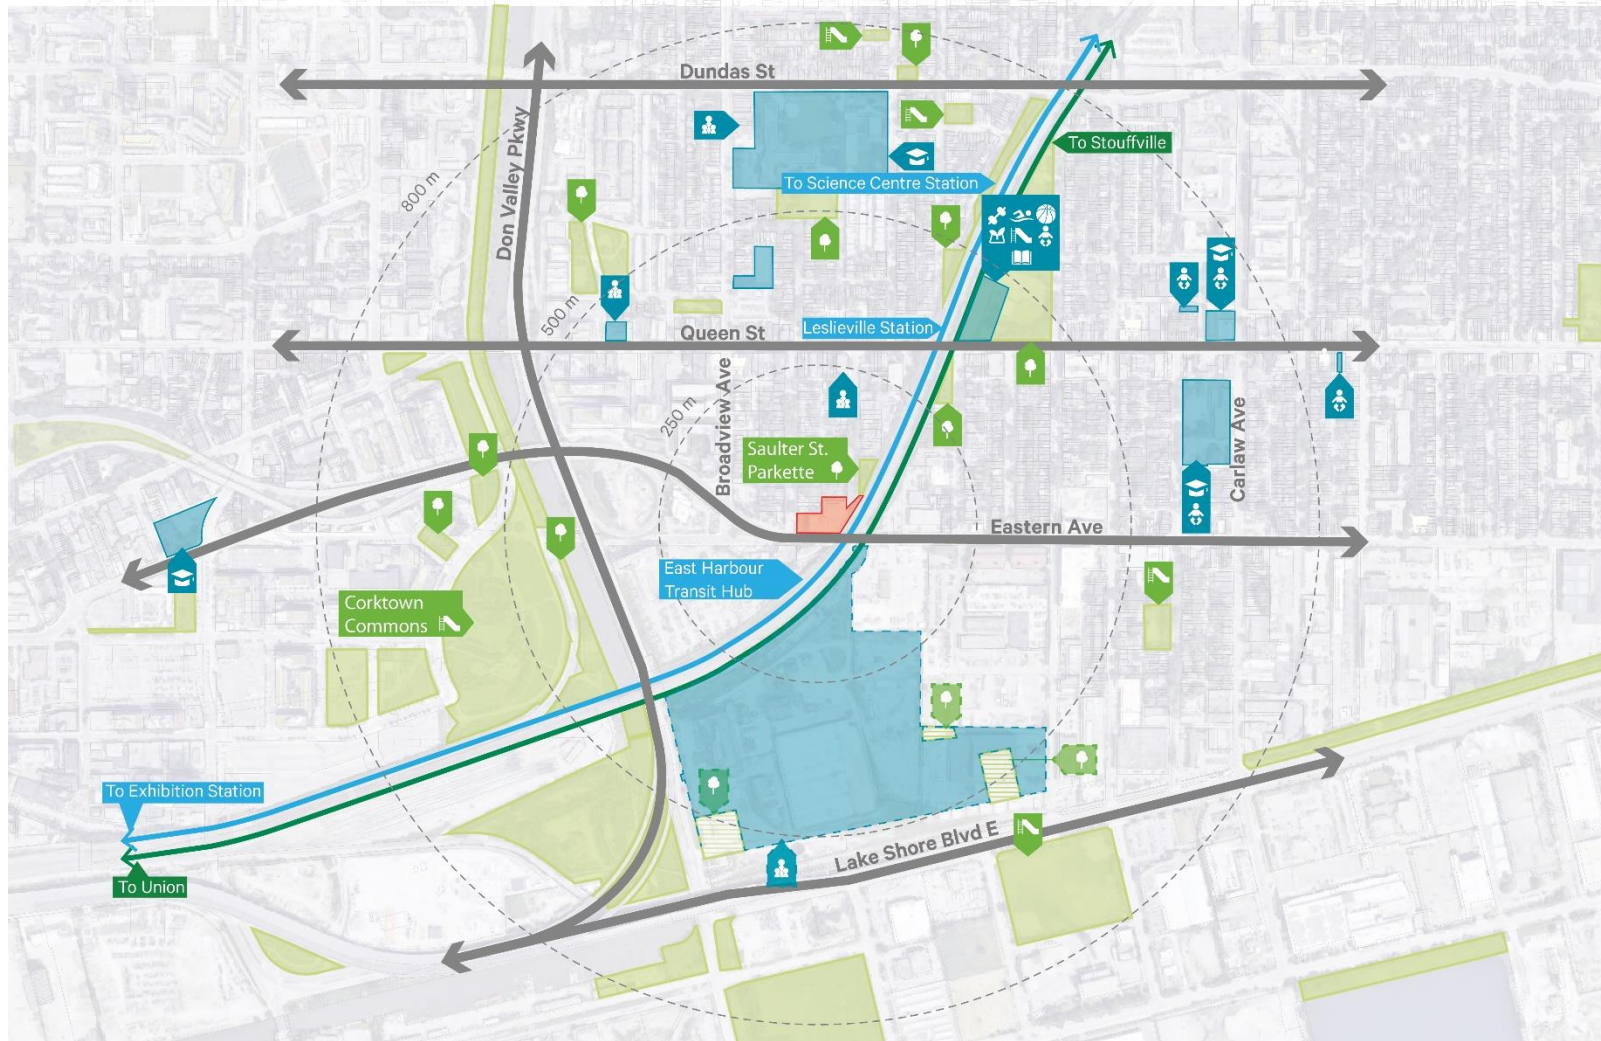 Dundas St
Don Valley Pkwy
To Stouffville
800 m
To Science Centre Station
500 m
Leslieville Station
Queen St
Broadview Ave
250 m
Carlaw Ave
Saulter St.
Parkette
Eastern Ave
East Harbour
Transit Hub
Corktown
Commons
To Exhibition Station
Lake Shore Blvd E
To Union